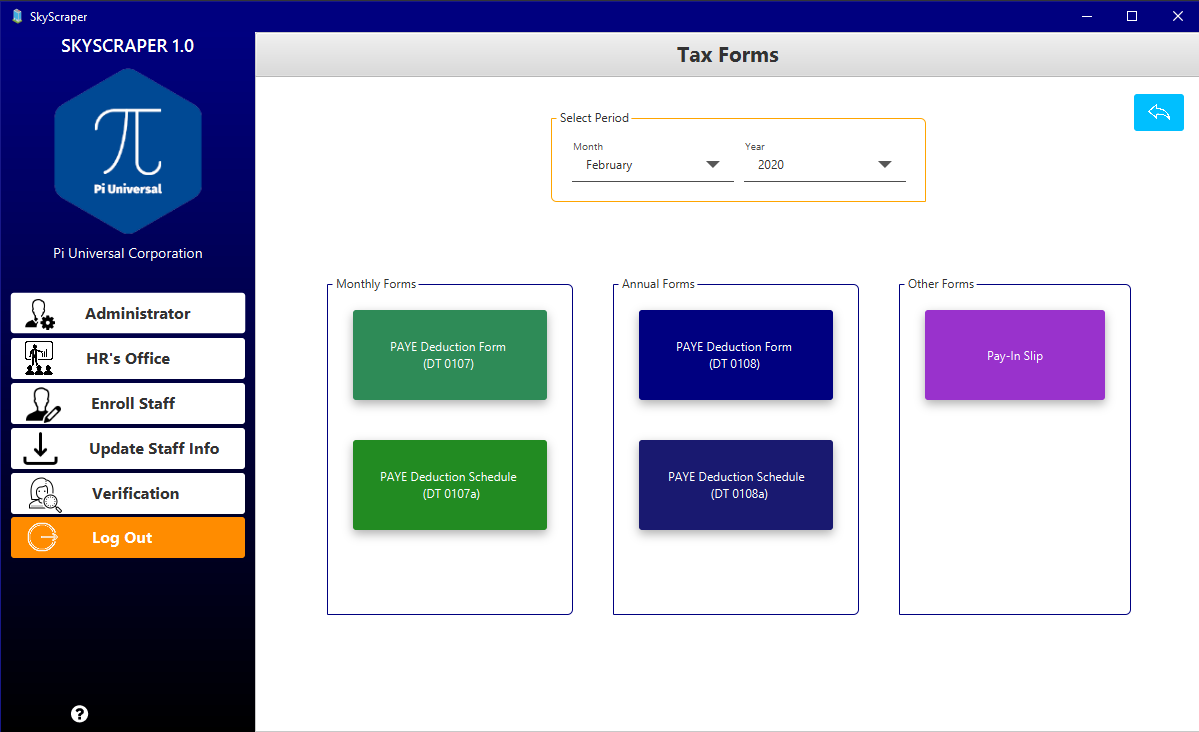 SkyScraper
SKYSCRAPER 1.0
π
Pi Universal
Pi Universal Corporation
Administrator
HR's Office
Enroll Staff
Update Staff Info
Verification
Log Out
?
Tax Forms
Select Period
Month
February
Year
2020
Monthly Forms
PAYE Deduction Form
(DT 0107)
PAYE Deduction Schedule
(DT 0107a)
Annual Forms
PAYE Deduction Form
(DT 0108)
PAYE Deduction Schedule
(DT 0108a)
Other Forms
Pay-In Slip